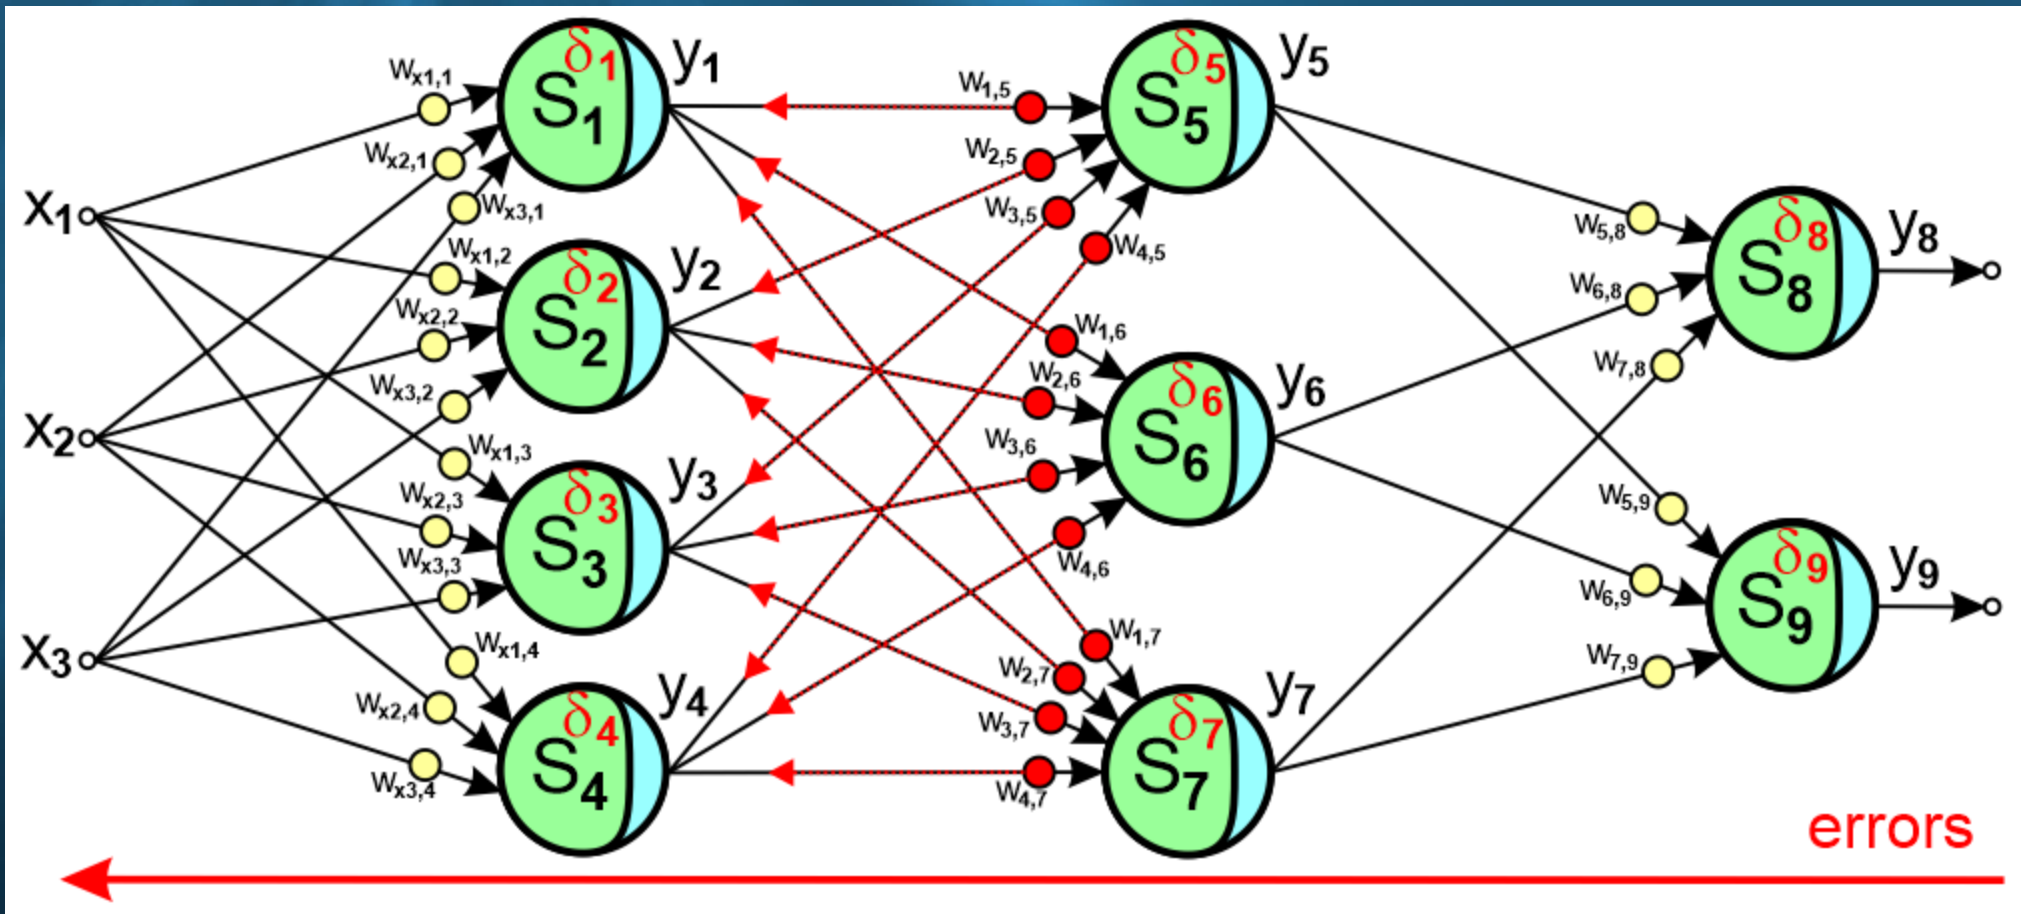 x1
x2
x3
Wx1,1
Wx2,1
Wx3,1
Wx1,2
Wx2,2
Wx3,2
Wx1,3
Wx2,3
Wx3,3
Wx1,4
Wx2,4
Wx3,4
δ1
S1
y1
δ2
S2
y2
δ3
S3
y3
δ4
S4
y4
W1,5
W2,5
W3,5
W4,5
W1,6
W2,6
W3,6
W4,6
W1,7
W2,7
W3,7
W4,7
δ5
S5
y5
δ6
S6
y6
δ7
S7
y7
W5,8
W6,8
W7,8
W5,9
W6,9
W7,9
δ8
S8
y8
δ9
S9
y9
errors